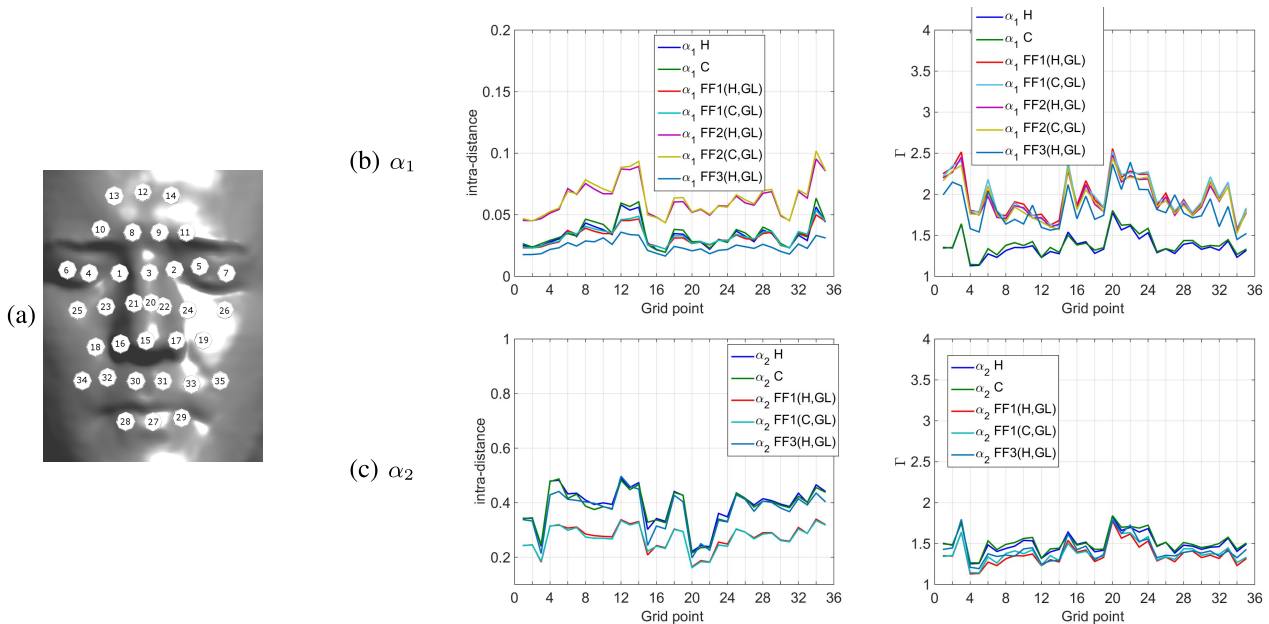 (a)
13 12 14
10 8 9 11
6 4 1 3 2 5 7
25 23 21 20 22 24 26
18 16 15 17 19
34 32 30 31 33 35
28 27 29
(b) α₁
0.2
0.15
0.1
0.05
0
intra-distance
0 4 8 12 16 20 24 28 32 36
Grid point
α₁ H
α₁ C
α₁ FF1(H,GL)
α₁ FF1(C,GL)
α₁ FF2(H,GL)
α₁ FF2(C,GL)
α₁ FF3(H,GL)
4
3.5
3
2.5
2
1.5
1
Γ
0 4 8 12 16 20 24 28 32 36
Grid point
α₁ H
α₁ C
α₁ FF1(H,GL)
α₁ FF1(C,GL)
α₁ FF2(H,GL)
α₁ FF2(C,GL)
α₁ FF3(H,GL)
(c) α₂
1
0.8
0.6
0.4
0.2
intra-distance
0 4 8 12 16 20 24 28 32 36
Grid point
α₂ H
α₂ C
α₂ FF1(H,GL)
α₂ FF1(C,GL)
α₂ FF3(H,GL)
4
3.5
3
2.5
2
1.5
1
Γ
0 4 8 12 16 20 24 28 32 36
Grid point
α₂ H
α₂ C
α₂ FF1(H,GL)
α₂ FF1(C,GL)
α₂ FF3(H,GL)